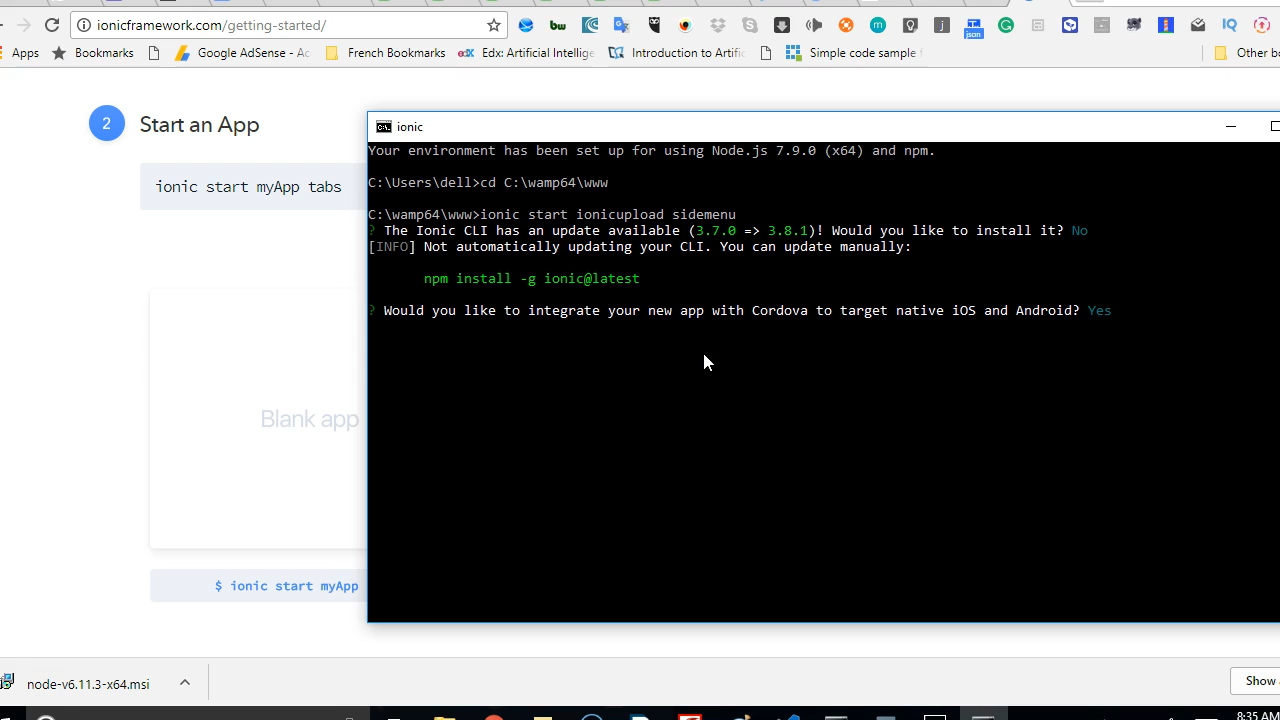 ionicframework.com/getting-started/
bw
j
json
m
IQ
Apps
Bookmarks
Google AdSense - Ac
French Bookmarks
edX
Edx: Artificial Intellige
Introduction to Artific
Simple code sample
Other b
2
Start an App
ionic start myApp tabs
Blank app
$ ionic start myApp
C:\.
ionic
Your environment has been set up for using Node.js 7.9.0 (x64) and npm.
C:\Users\dell>cd C:\wamp64\www
C:\wamp64\www>ionic start ionicupload sidemenu
? The Ionic CLI has an update available (3.7.0 => 3.8.1)! Would you like to install it? No
[INFO] Not automatically updating your CLI. You can update manually:
npm install -g ionic@latest
? Would you like to integrate your new app with Cordova to target native iOS and Android? Yes
node-v6.11.3-x64.msi
Show
8:35 AM